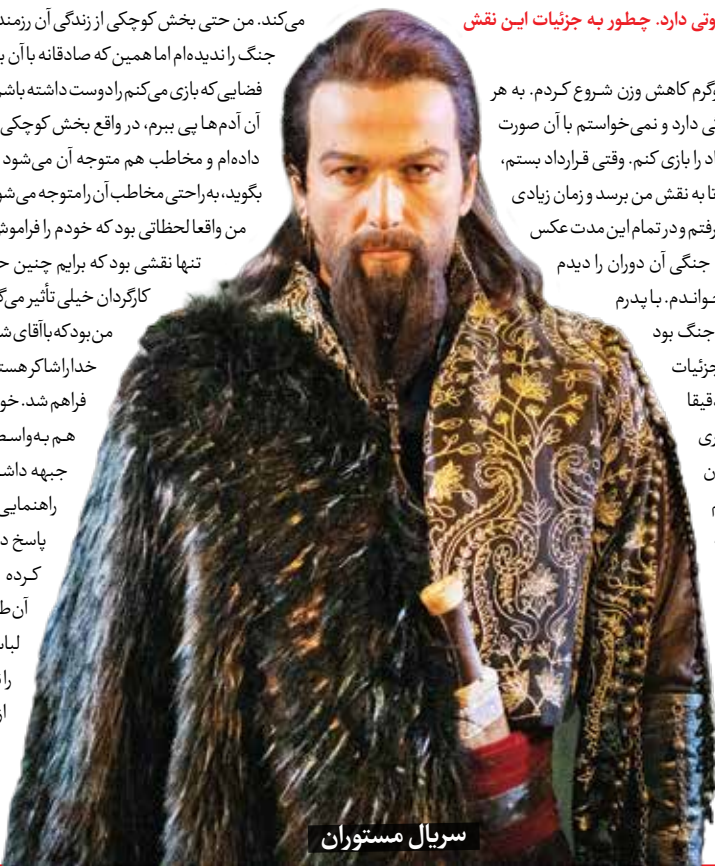 وتی دارد. چطور به جزئیات این نقش
وگرم کاهش وزن شروع کردم. به هر
ی دارد و نمی‌خواستم با آن صورت
اد را بازی کنم. وقتی قرارداد بستم،
تا به نقش من برسد و زمان زیادی
رفتم و در تمام این مدت عکس
جنگی آن دوران را دیدم
خواندم. با پدرم
جنگ بود
جزئیات
دقیقا
ری
ن
می‌کند. من حتی بخش کوچکی از زندگی آن رزمند
جنگ را ندیده‌ام اما همین که صادقانه با آن ب
فضایی که بازی می‌کنم را دوست داشته باشم
آن آدم‌ها پی ببرم، در واقع بخش کوچکی
داده‌ام و مخاطب هم متوجه آن می‌شود
بگوید، به‌راحتی مخاطب آن را متوجه می‌شو
من واقعا لحظاتی بود که خودم را فراموش
تنها نقشی بود که برایم چنین ح
کارگردان خیلی تأثیر می‌گ
من بود که با آقای ش
خدا را شاکر هست
فراهم شد. خو
هم به‌واسط
جبهه داش
راهنمایی
پاسخ د
کرده
آن ط
لبا
را
از
سریال مستوران